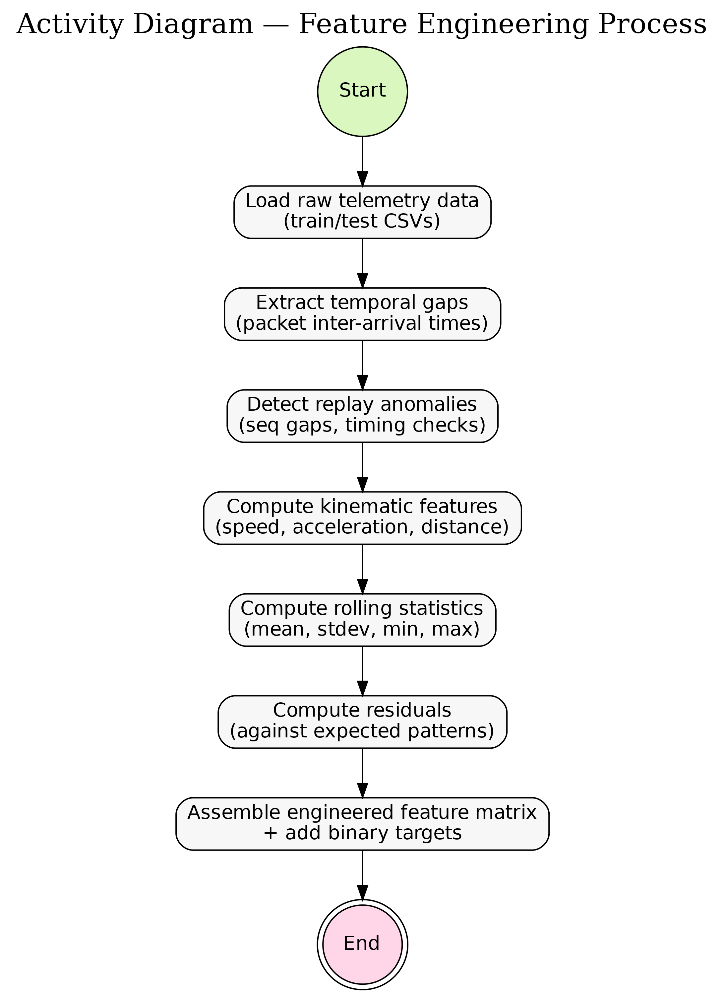 Activity Diagram — Feature Engineering Process
Start
Load raw telemetry data
(train/test CSVs)
Extract temporal gaps
(packet inter-arrival times)
Detect replay anomalies
(seq gaps, timing checks)
Compute kinematic features
(speed, acceleration, distance)
Compute rolling statistics
(mean, stdev, min, max)
Compute residuals
(against expected patterns)
Assemble engineered feature matrix
+ add binary targets
End